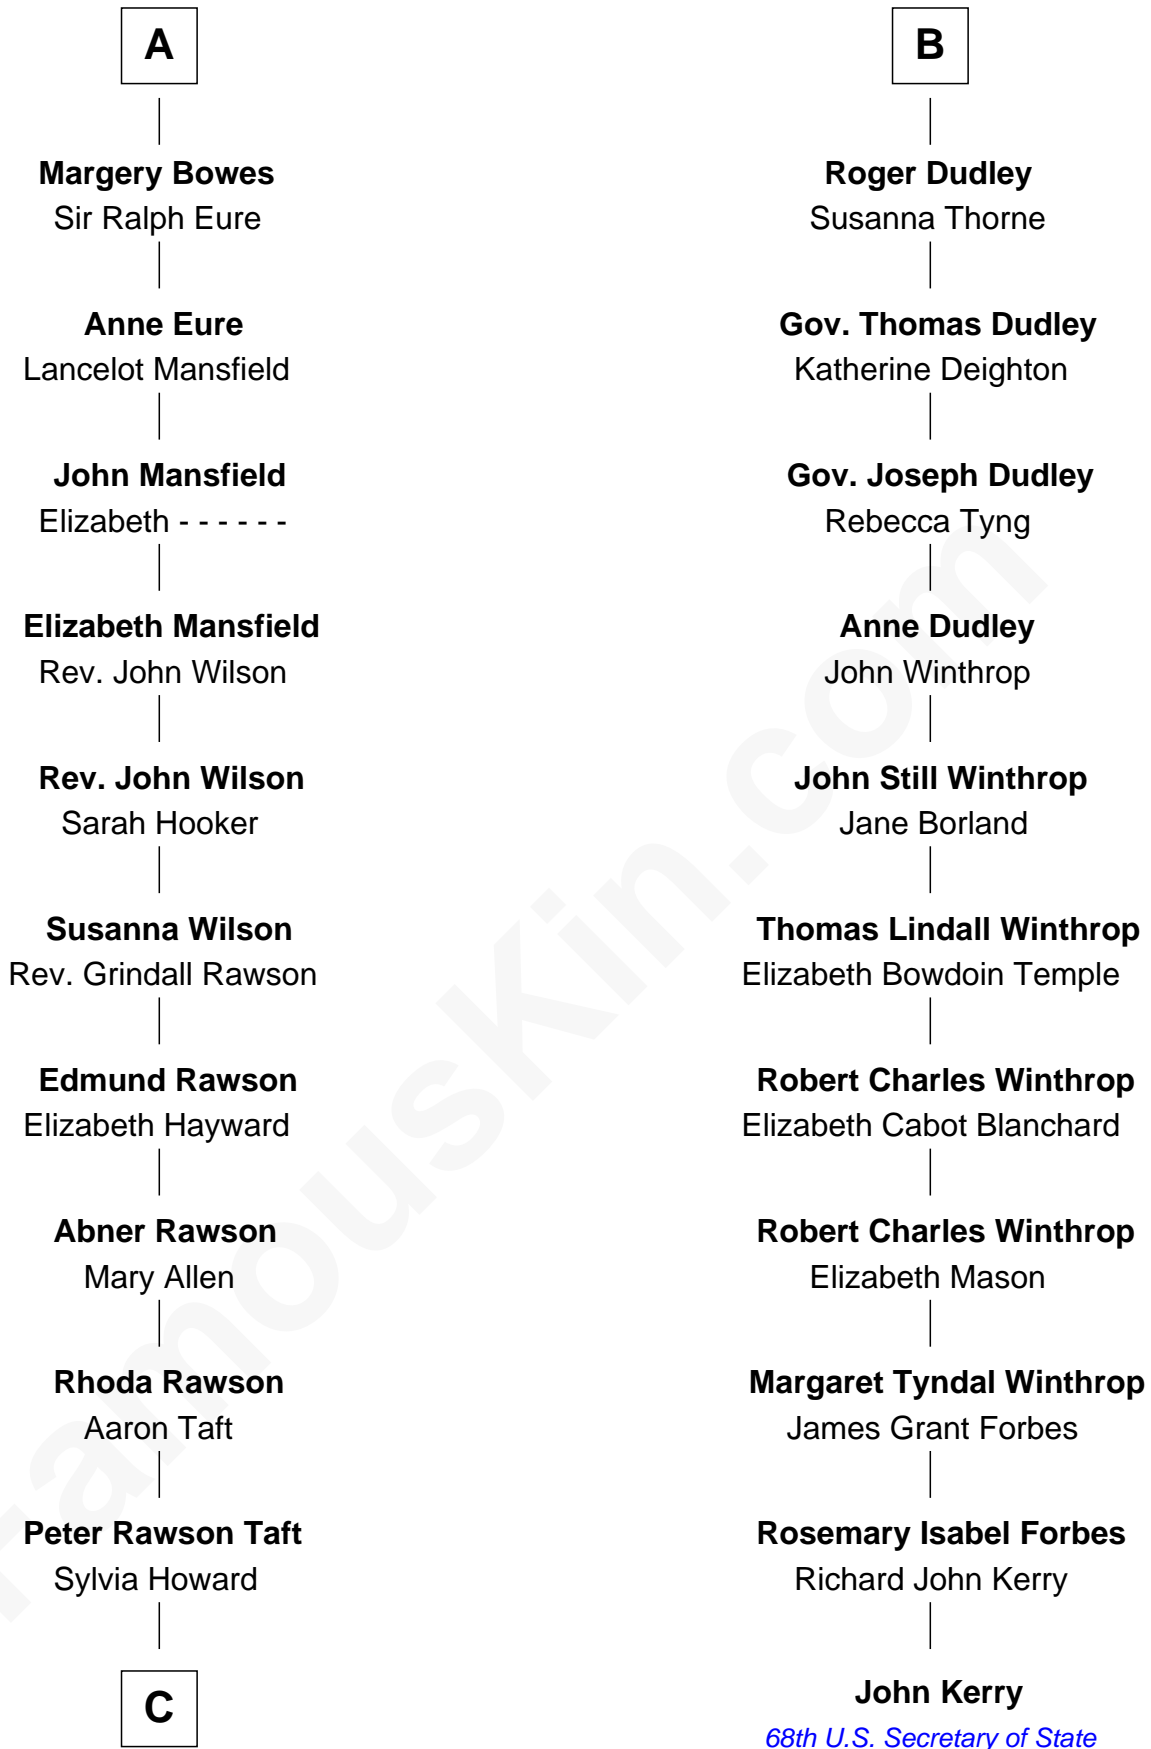 A
Margery Bowes
Sir Ralph Eure
Anne Eure
Lancelot Mansfield
John Mansfield
Elizabeth - - - - - -
Elizabeth Mansfield
Rev. John Wilson
Rev. John Wilson
Sarah Hooker
Susanna Wilson
Rev. Grindall Rawson
Edmund Rawson
Elizabeth Hayward
Abner Rawson
Mary Allen
Rhoda Rawson
Aaron Taft
Peter Rawson Taft
Sylvia Howard
C
B
Roger Dudley
Susanna Thorne
Gov. Thomas Dudley
Katherine Deighton
Gov. Joseph Dudley
Rebecca Tyng
Anne Dudley
John Winthrop
John Still Winthrop
Jane Borland
Thomas Lindall Winthrop
Elizabeth Bowdoin Temple
Robert Charles Winthrop
Elizabeth Cabot Blanchard
Robert Charles Winthrop
Elizabeth Mason
Margaret Tyndal Winthrop
James Grant Forbes
Rosemary Isabel Forbes
Richard John Kerry
John Kerry
68th U.S. Secretary of State
FamousKin.com